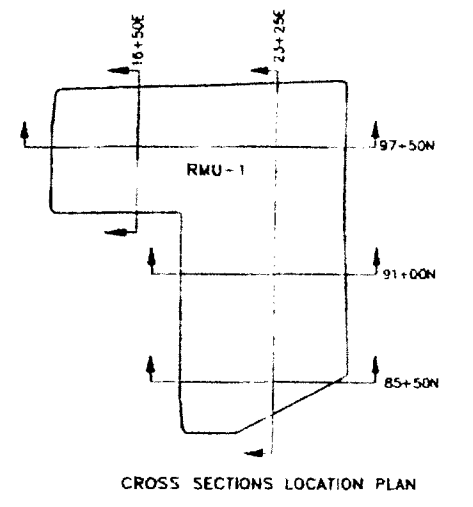 16+50E
23+25E
97+50N
RMU-1
91+00N
85+50N
CROSS SECTIONS LOCATION PLAN